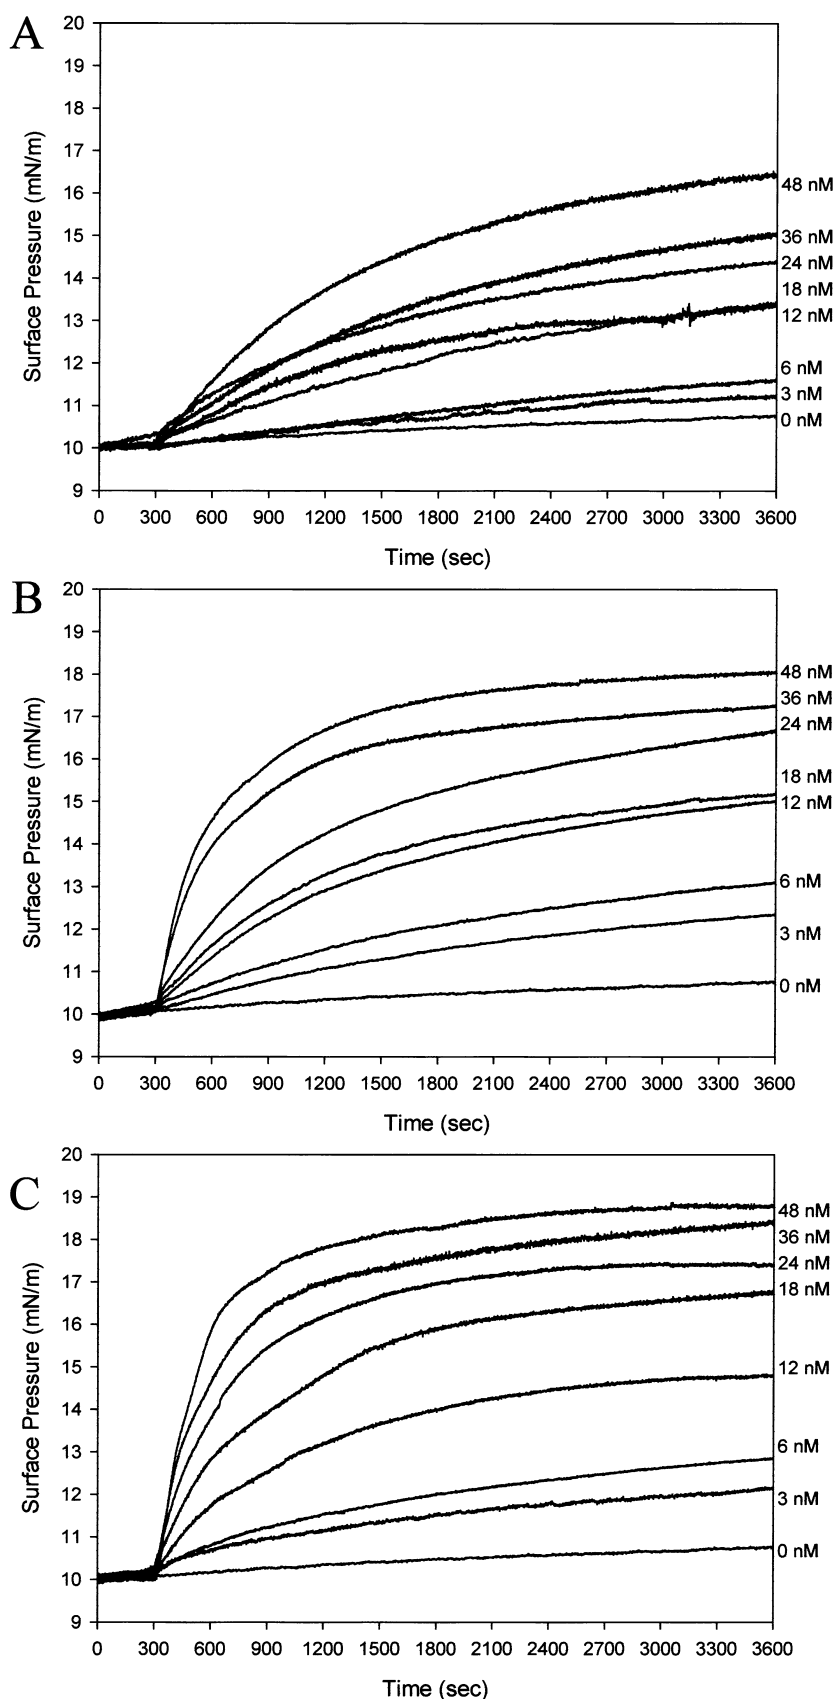 A
20
19
18
17
16
15
14
13
12
11
10
9
Surface Pressure (mN/m)
48 nM
36 nM
24 nM
18 nM
12 nM
6 nM
3 nM
0 nM
0 300 600 900 1200 1500 1800 2100 2400 2700 3000 3300 3600
Time (sec)
B
20
19
18
17
16
15
14
13
12
11
10
9
Surface Pressure (mN/m)
48 nM
36 nM
24 nM
18 nM
12 nM
6 nM
3 nM
0 nM
0 300 600 900 1200 1500 1800 2100 2400 2700 3000 3300 3600
Time (sec)
C
20
19
18
17
16
15
14
13
12
11
10
9
Surface Pressure (mN/m)
48 nM
36 nM
24 nM
18 nM
12 nM
6 nM
3 nM
0 nM
0 300 600 900 1200 1500 1800 2100 2400 2700 3000 3300 3600
Time (sec)